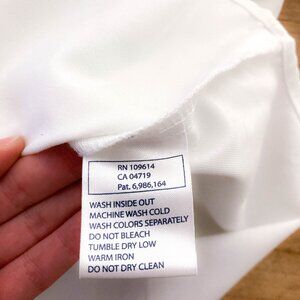 RN 109614
CA 04719
Pat. 6,986,164
WASH INSIDE OUT
MACHINE WASH COLD
WASH COLORS SEPARATELY
DO NOT BLEACH
TUMBLE DRY LOW
WARM IRON
DO NOT DRY CLEAN